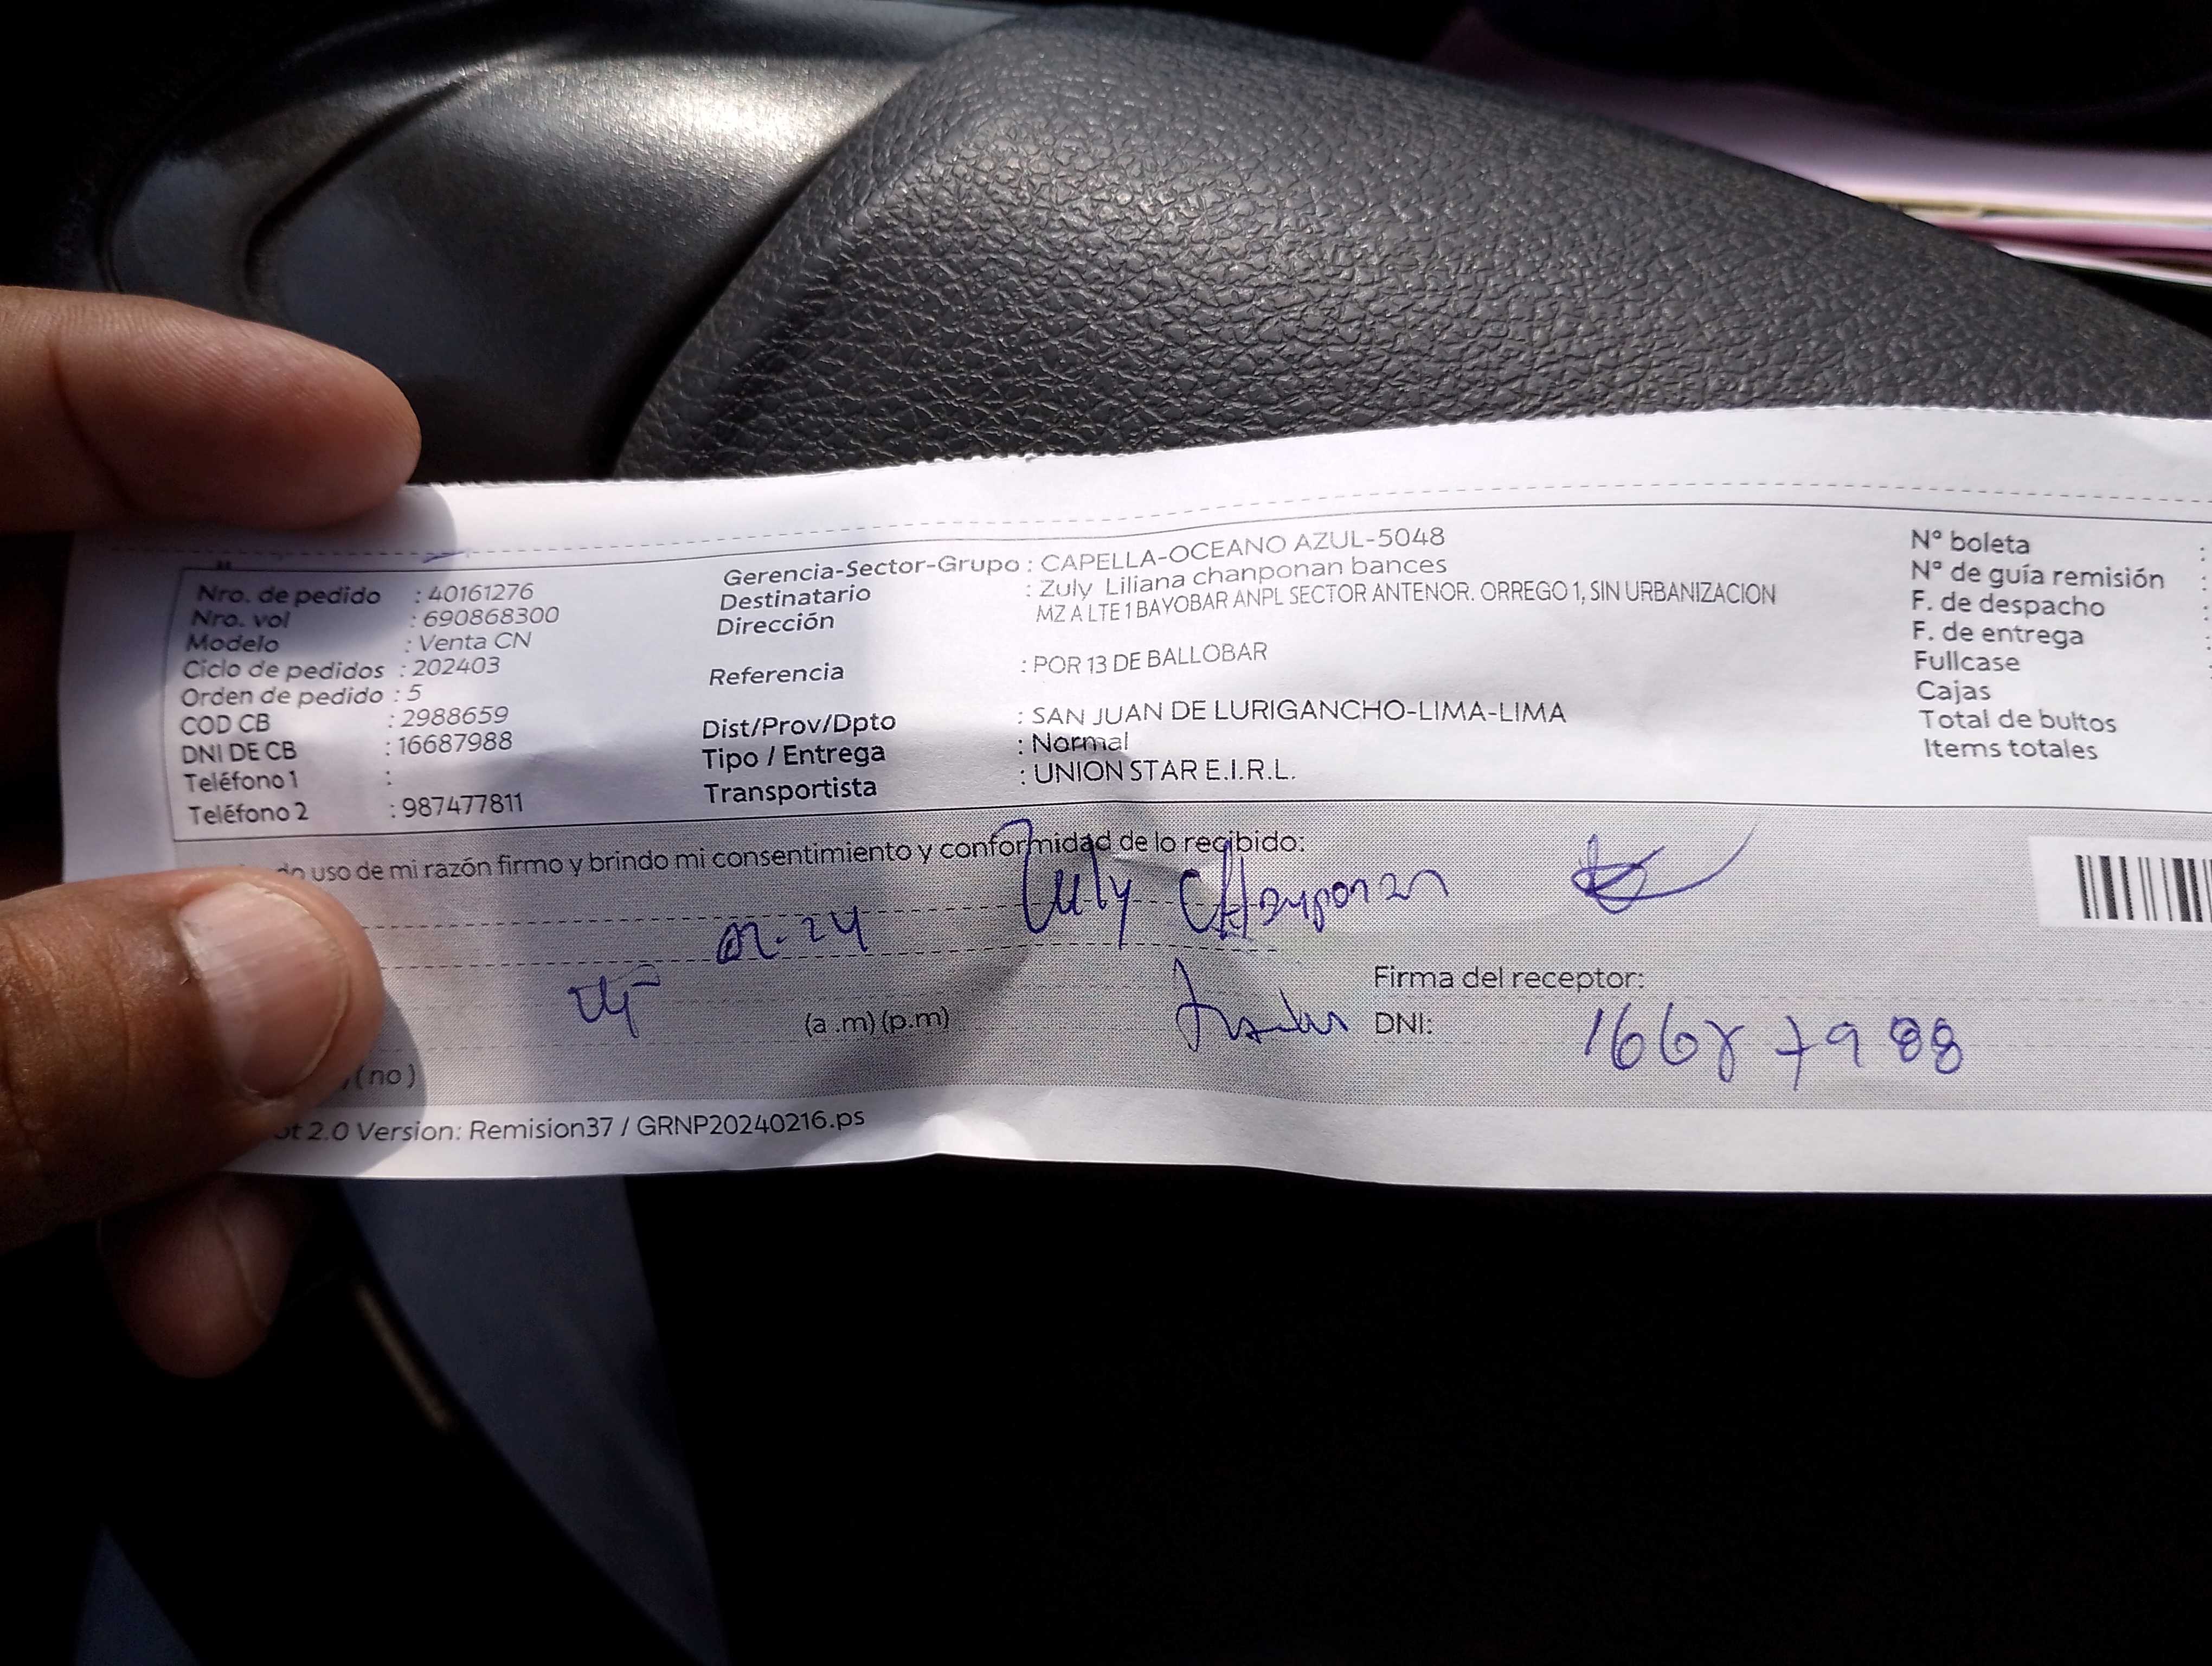 Nro. de pedido : 40161276
Nro. vol : 690868300
Modelo : Venta CN
Ciclo de pedidos : 202403
Orden de pedido : 5
COD CB : 2988659
DNI DE CB : 16687988
Teléfono 1 :
Teléfono 2 : 987477811
Gerencia-Sector-Grupo : CAPELLA-OCEANO AZUL-5048
Destinatario : Zuly Liliana chanponan bances
Dirección MZ A LTE 1 BAYOBAR ANPL SECTOR ANTENOR. ORREGO 1, SIN URBANIZACION
Referencia : POR 13 DE BALLOBAR
Dist/Prov/Dpto : SAN JUAN DE LURIGANCHO-LIMA-LIMA
Tipo / Entrega : Normal
Transportista : UNION STAR E.I.R.L.
N° boleta :
N° de guía remisión :
F. de despacho :
F. de entrega
Fullcase
Cajas
Total de bultos
Items totales
uso de mi razón firmo y brindo mi consentimiento y conformidad de lo recibido:
Zuly Chanponan
02-24
Firma del receptor:
(a .m) (p.m)
DNI: 16687988
(no)
2.0 Version: Remision37 / GRNP20240216.ps